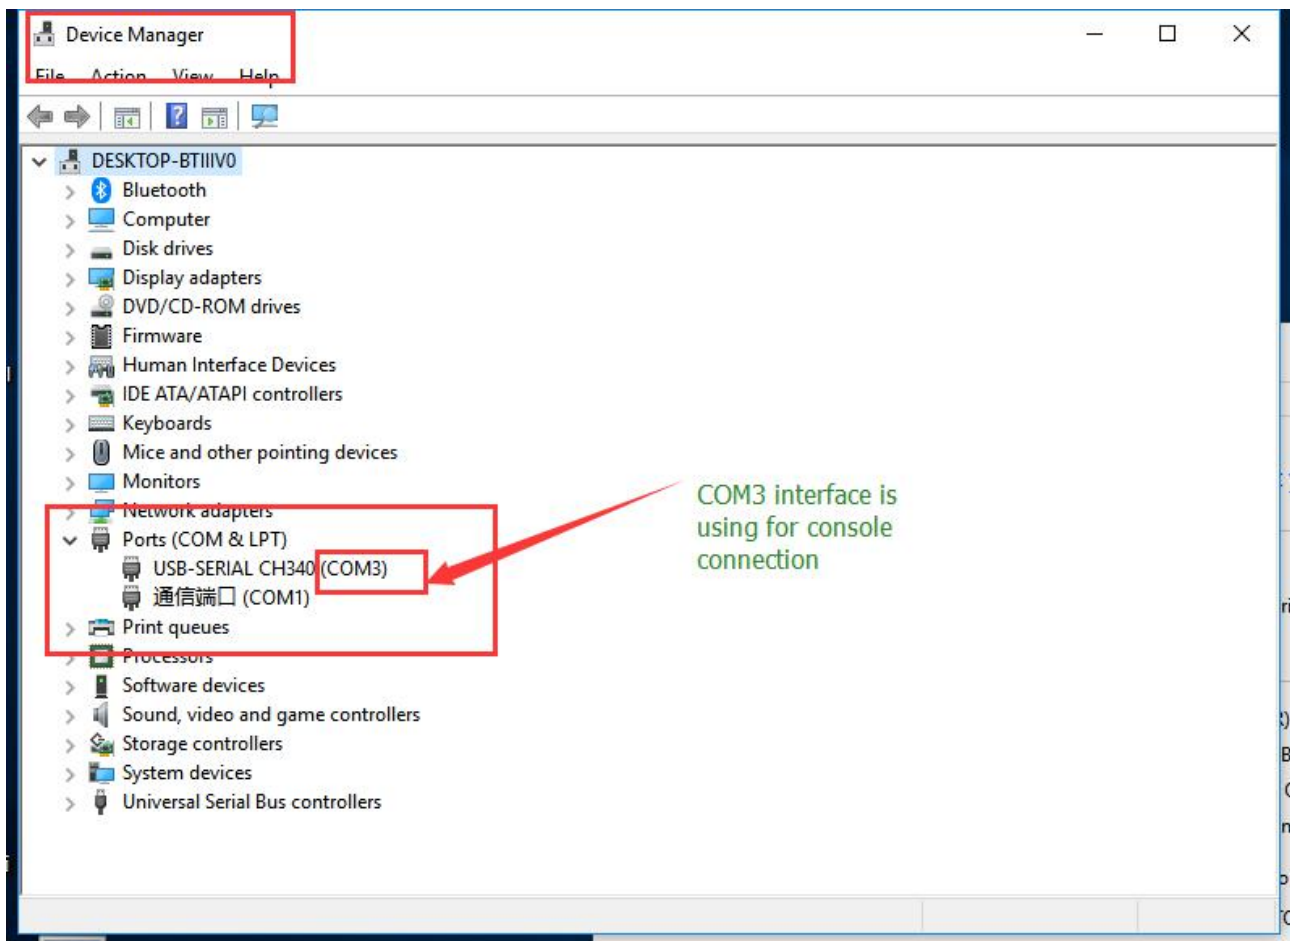 Device Manager
File Action View Help
DESKTOP-BTIIIV0
Bluetooth
Computer
Disk drives
Display adapters
DVD/CD-ROM drives
Firmware
Human Interface Devices
IDE ATA/ATAPI controllers
Keyboards
Mice and other pointing devices
Monitors
Network adapters
Ports (COM & LPT)
USB-SERIAL CH340 (COM3)
通信端口 (COM1)
Print queues
Processors
Software devices
Sound, video and game controllers
Storage controllers
System devices
Universal Serial Bus controllers
COM3 interface is
using for console
connection